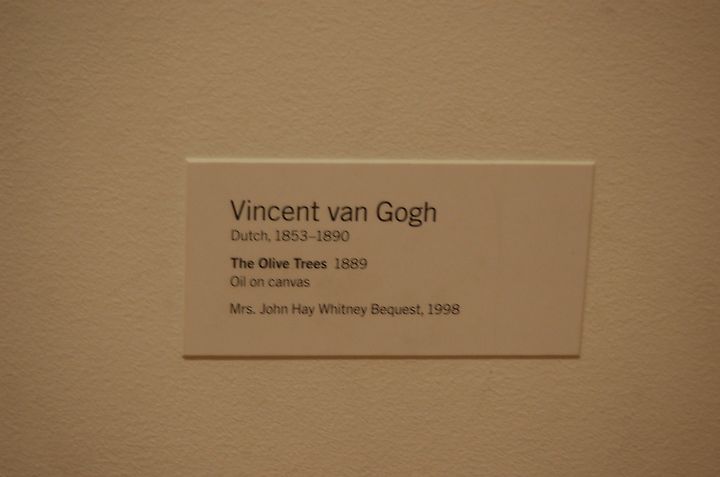 Vincent van Gogh
Dutch, 1853–1890
The Olive Trees 1889
Oil on canvas
Mrs. John Hay Whitney Bequest, 1998